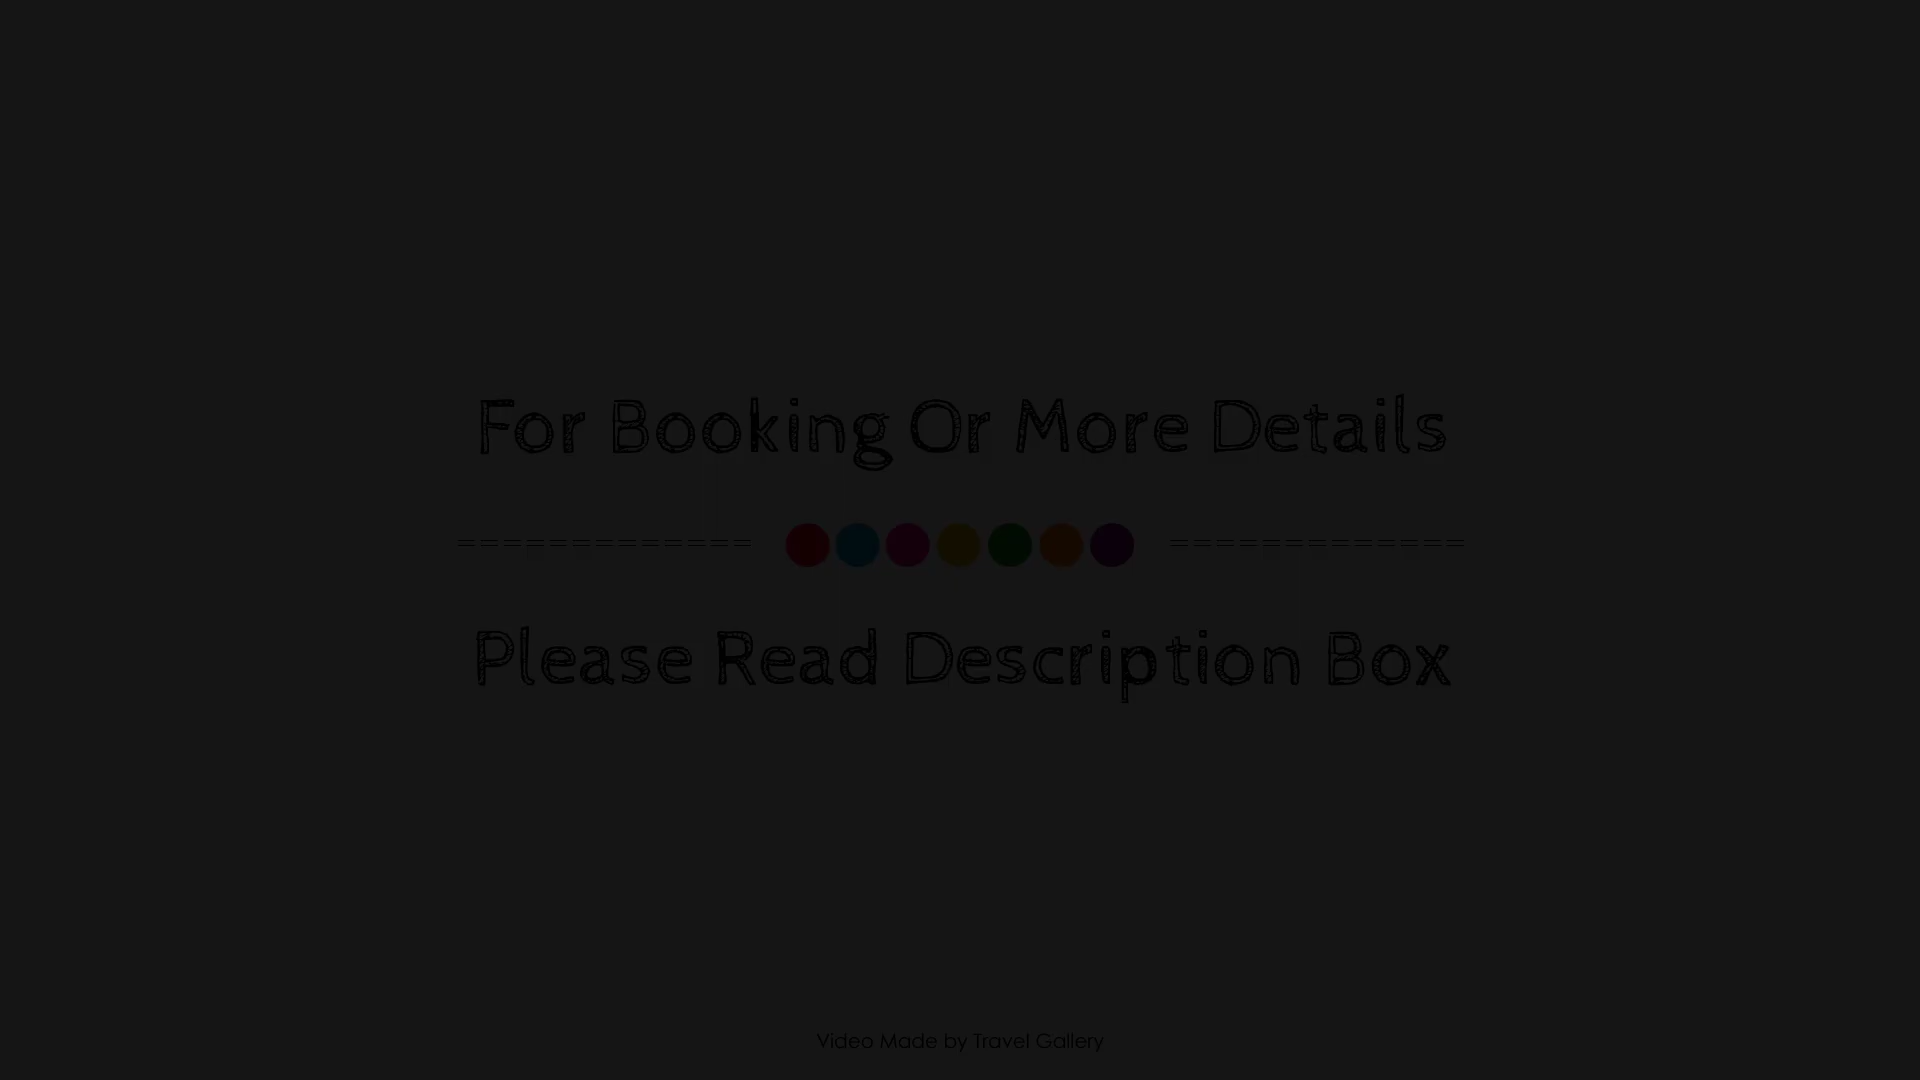 For Booking Or More Details
============= =============
Please Read Description Box
Video Made by Travel Gallery